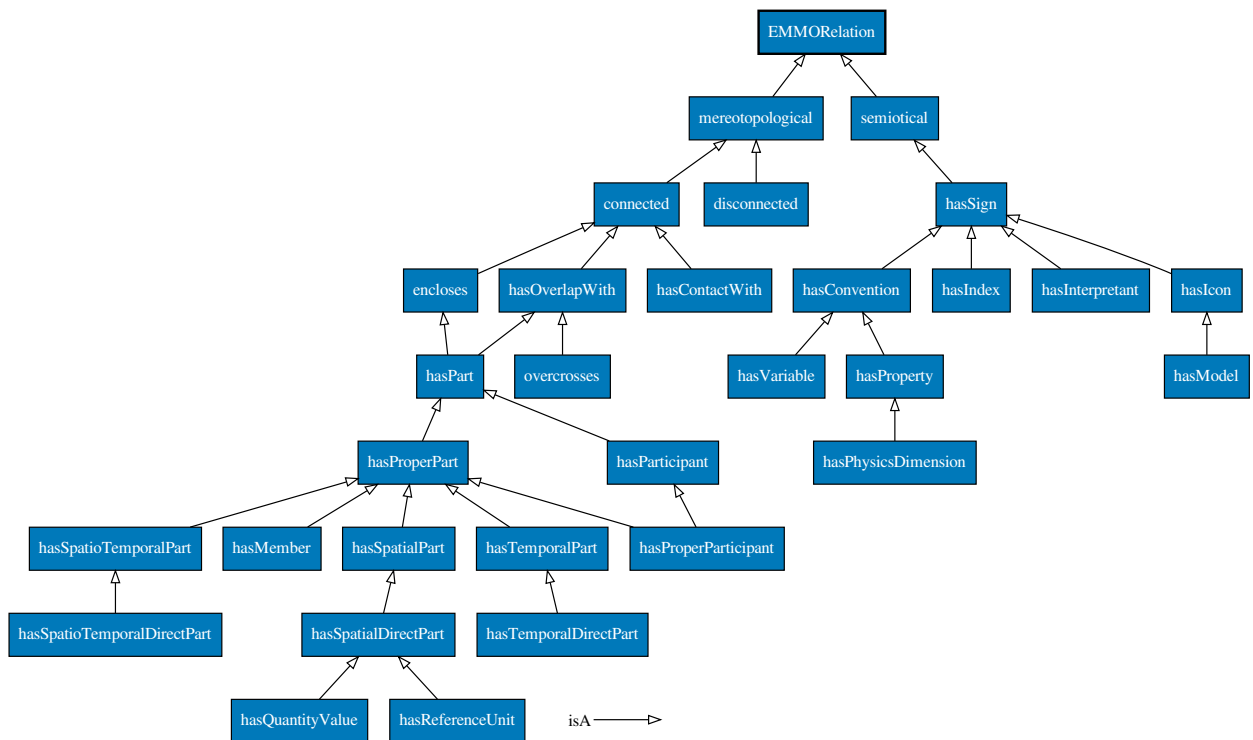 EMMORelation
mereotopological
semiotical
connected
disconnected
hasSign
encloses
hasOverlapWith
hasContactWith
hasConvention
hasIndex
hasInterpretant
hasIcon
hasPart
overcrosses
hasVariable
hasProperty
hasModel
hasProperPart
hasParticipant
hasPhysicsDimension
hasSpatioTemporalPart
hasMember
hasSpatialPart
hasTemporalPart
hasProperParticipant
hasSpatioTemporalDirectPart
hasSpatialDirectPart
hasTemporalDirectPart
hasQuantityValue
hasReferenceUnit
isA